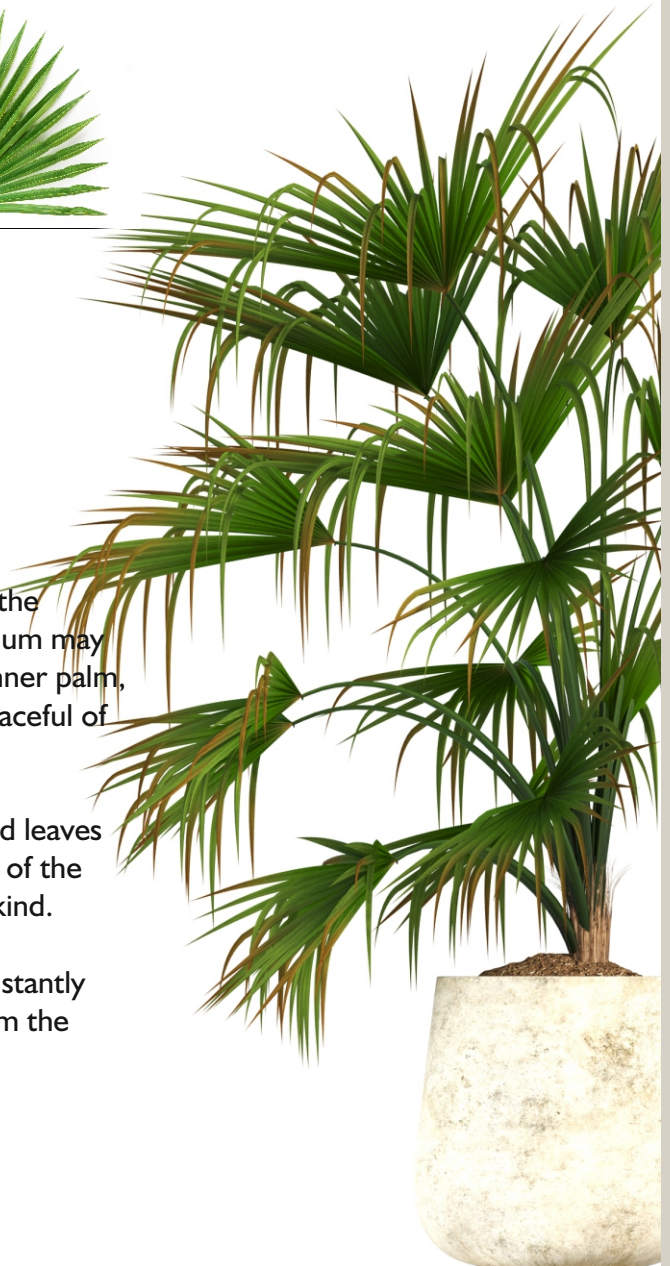 the
um may
nner palm,
aceful of
d leaves
of the
kind.
stantly
m the